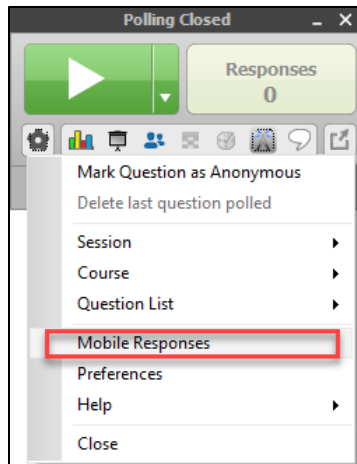 Polling Closed
Responses
0
Mark Question as Anonymous
Delete last question polled
Session
Course
Question List
Mobile Responses
Preferences
Help
Close